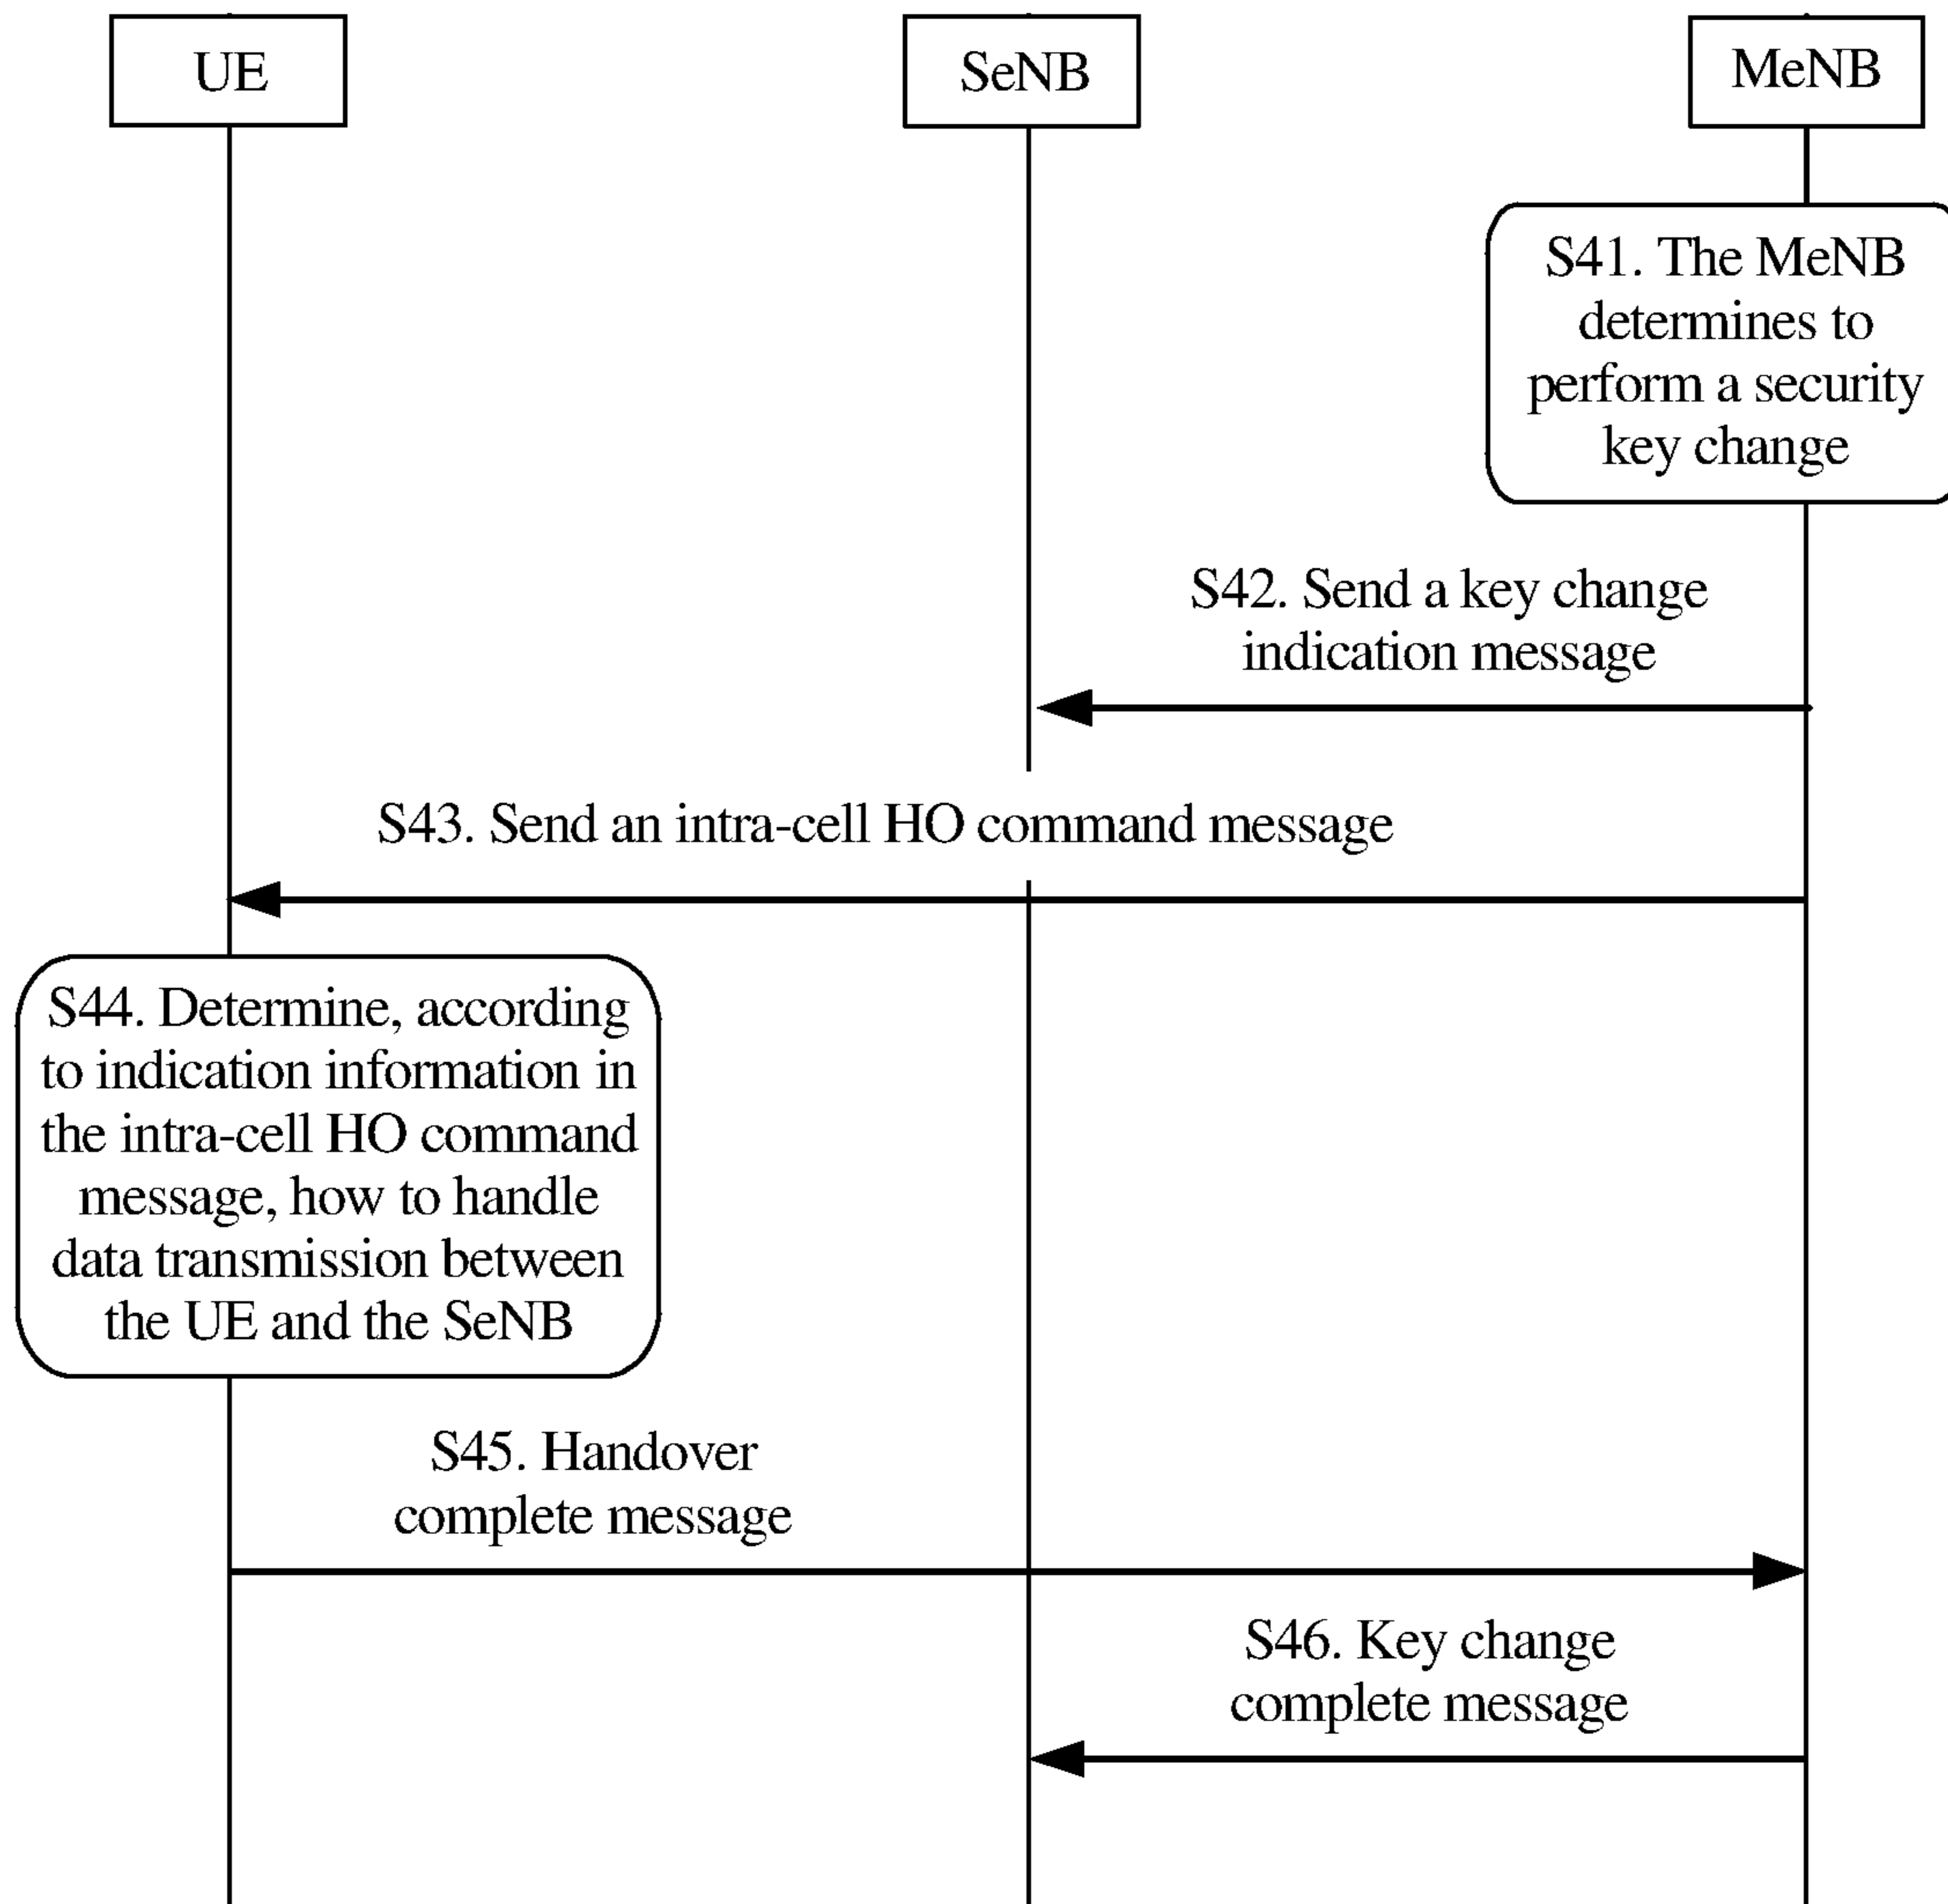 UE
SeNB
MeNB
S41. The MeNB
determines to
perform a security
key change
S42. Send a key change
indication message
S43. Send an intra-cell HO command message
S44. Determine, according
to indication information in
the intra-cell HO command
message, how to handle
data transmission between
the UE and the SeNB
S45. Handover
complete message
S46. Key change
complete message